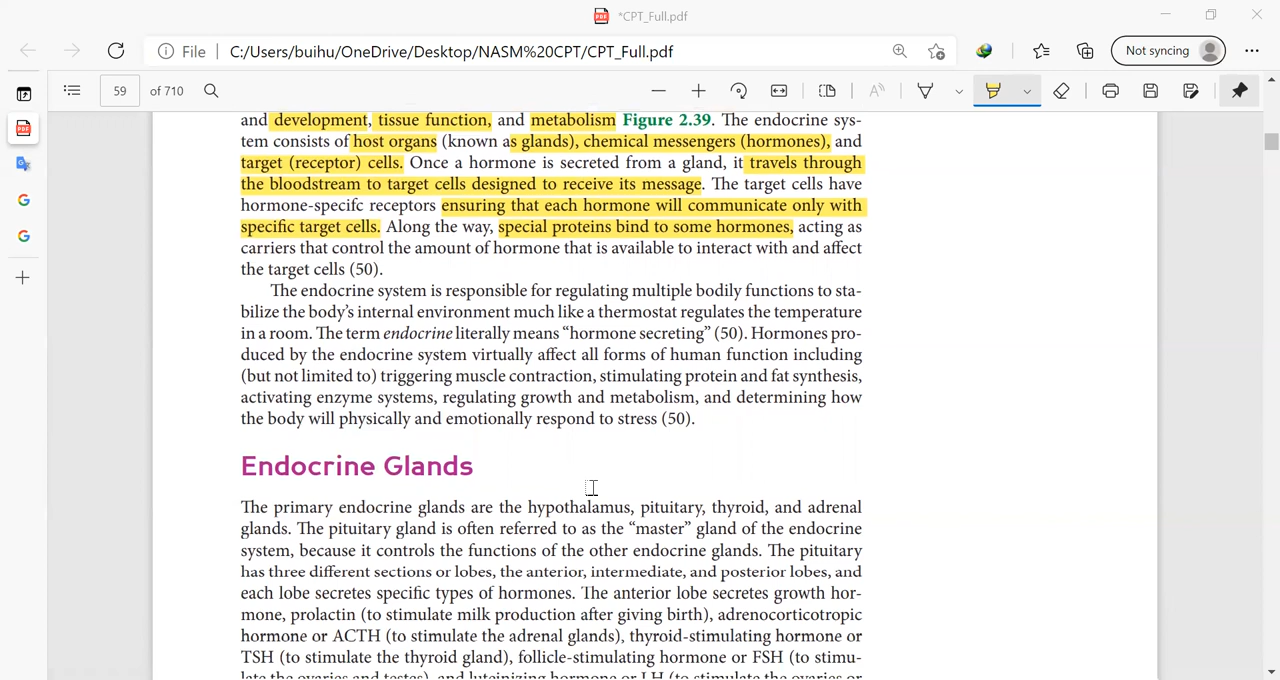 *CPT_Full.pdf
File
C:/Users/buihu/OneDrive/Desktop/NASM%20CPT/CPT_Full.pdf
Not syncing
59 of 710
and development, tissue function, and metabolism Figure 2.39. The endocrine sys-
tem consists of host organs (known as glands), chemical messengers (hormones), and
target (receptor) cells. Once a hormone is secreted from a gland, it travels through
the bloodstream to target cells designed to receive its message. The target cells have
hormone-specifc receptors ensuring that each hormone will communicate only with
specific target cells. Along the way, special proteins bind to some hormones, acting as
carriers that control the amount of hormone that is available to interact with and affect
the target cells (50).
The endocrine system is responsible for regulating multiple bodily functions to sta-
bilize the body's internal environment much like a thermostat regulates the temperature
in a room. The term endocrine literally means “hormone secreting” (50). Hormones pro-
duced by the endocrine system virtually affect all forms of human function including
(but not limited to) triggering muscle contraction, stimulating protein and fat synthesis,
activating enzyme systems, regulating growth and metabolism, and determining how
the body will physically and emotionally respond to stress (50).
Endocrine Glands
The primary endocrine glands are the hypothalamus, pituitary, thyroid, and adrenal
glands. The pituitary gland is often referred to as the “master” gland of the endocrine
system, because it controls the functions of the other endocrine glands. The pituitary
has three different sections or lobes, the anterior, intermediate, and posterior lobes, and
each lobe secretes specific types of hormones. The anterior lobe secretes growth hor-
mone, prolactin (to stimulate milk production after giving birth), adrenocorticotropic
hormone or ACTH (to stimulate the adrenal glands), thyroid-stimulating hormone or
TSH (to stimulate the thyroid gland), follicle-stimulating hormone or FSH (to stimu-
late the ovaries and testes), and luteinizing hormone or LH (to stimulate the ovaries or